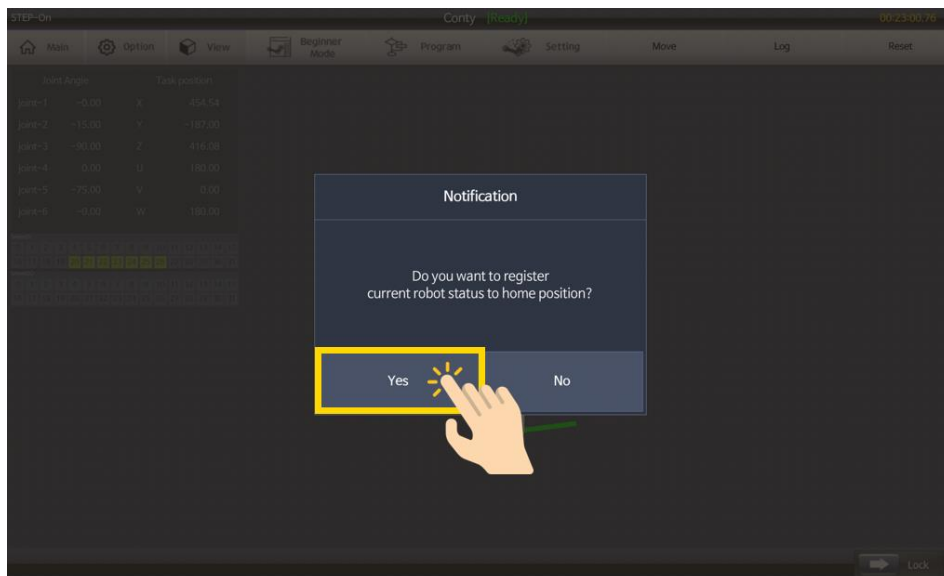 STEP-On
Conty [Ready]
00:23:00.76
Main
Option
View
Beginner
Mode
Program
Setting
Move
Log
Reset
Joint Angle Task position
joint-1 -0.00 X 454.54
joint-2 -15.00 Y -187.00
joint-3 -90.00 Z 416.08
joint-4 0.00 U 180.00
joint-5 -75.00 V 0.00
joint-6 -0.00 W 180.00
Notification
Do you want to register
current robot status to home position?
Yes
No
Lock